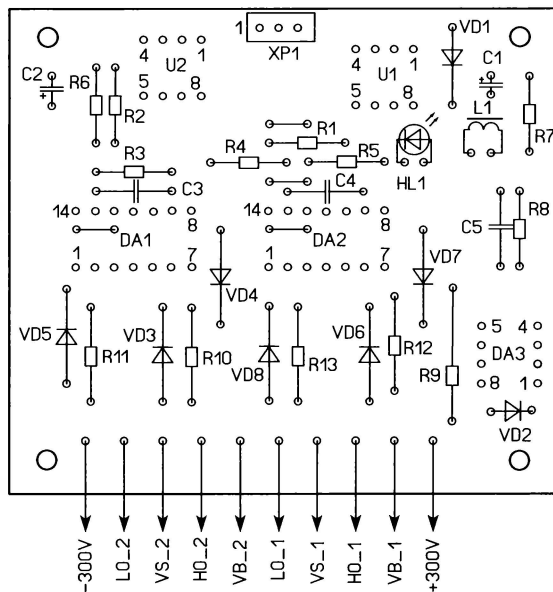 1
XP1
VD1
4 1
U2
5 8
4 1
U1
5 8
C2
+
R6
R2
C1
+
L1
R7
R1
R3
R4
R5
HL1
C3
C4
14 8
DA1
1 7
14 8
DA2
1 7
C5
R8
VD4
VD7
VD5
R11
VD3
R10
VD8
R13
VD6
R12
R9
5 4
DA3
8 1
VD2
-300V
LO_2
VS_2
HO_2
VB_2
LO_1
VS_1
HO_1
VB_1
+300V